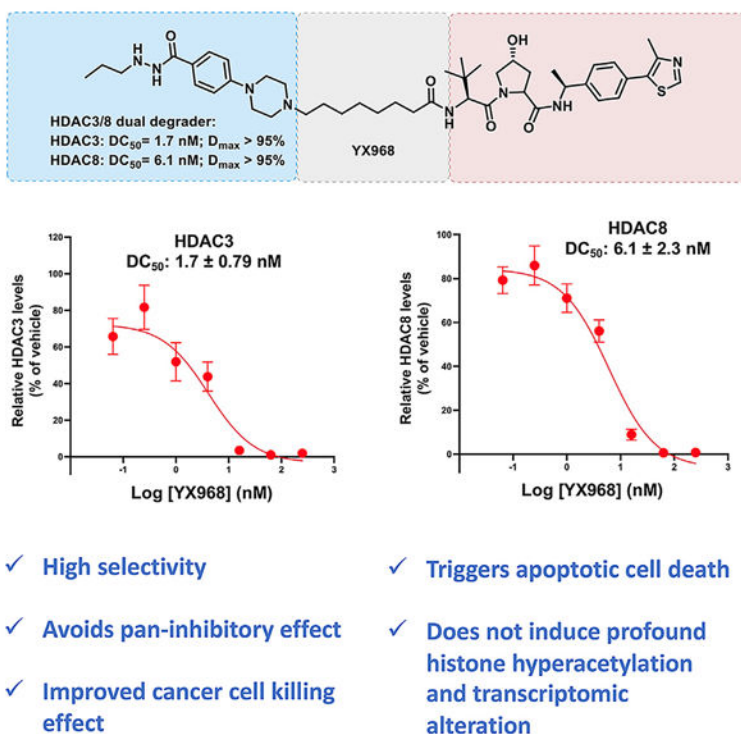 HDAC3/8 dual degrader:
HDAC3: DC50= 1.7 nM; Dmax > 95%
HDAC8: DC50= 6.1 nM; Dmax > 95%
YX968
O
N
H
H
N
N
N
O
N
H
O
N
OH
O
N
H
N
S
HDAC3
DC50: 1.7 ± 0.79 nM
Relative HDAC3 levels
(% of vehicle)
120
100
80
60
40
20
0
-1
0
1
2
3
Log [YX968] (nM)
HDAC8
DC50: 6.1 ± 2.3 nM
Relative HDAC8 levels
(% of vehicle)
100
80
60
40
20
0
-1
0
1
2
3
Log [YX968] (nM)
✓ High selectivity
✓ Avoids pan-inhibitory effect
✓ Improved cancer cell killing
effect
✓ Triggers apoptotic cell death
✓ Does not induce profound
histone hyperacetylation
and transcriptomic
alteration